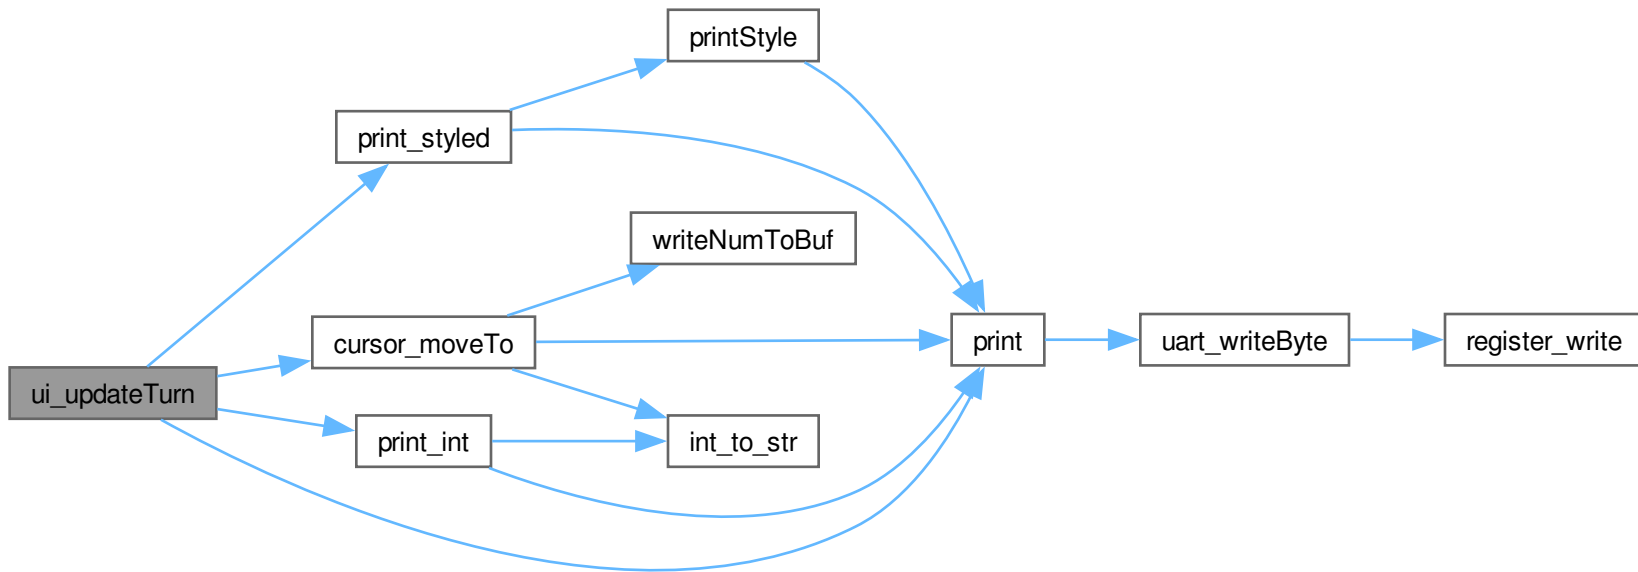 printStyle
print_styled
writeNumToBuf
cursor_moveTo
print
uart_writeByte
register_write
ui_updateTurn
print_int
int_to_str